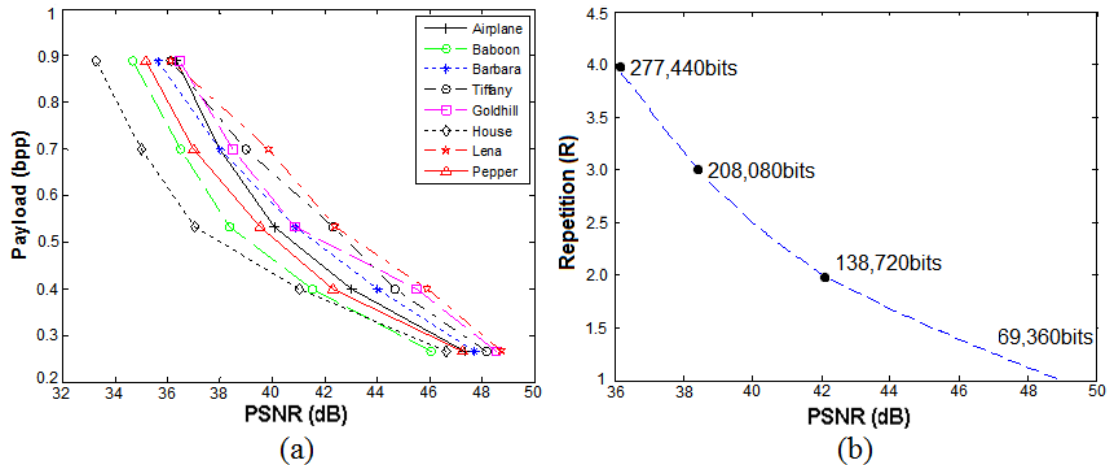 Payload (bpp)
1
0.9
0.8
0.7
0.6
0.5
0.4
0.3
0.2
32
34
36
38
40
42
44
46
48
50
PSNR (dB)
Airplane
Baboon
Barbara
Tiffany
Goldhill
House
Lena
Pepper
(a)
Repetition (R)
4.5
4.0
3.5
3.0
2.5
2.0
1.5
1
36
38
40
42
44
46
48
50
PSNR (dB)
277,440bits
208,080bits
138,720bits
69,360bits
(b)